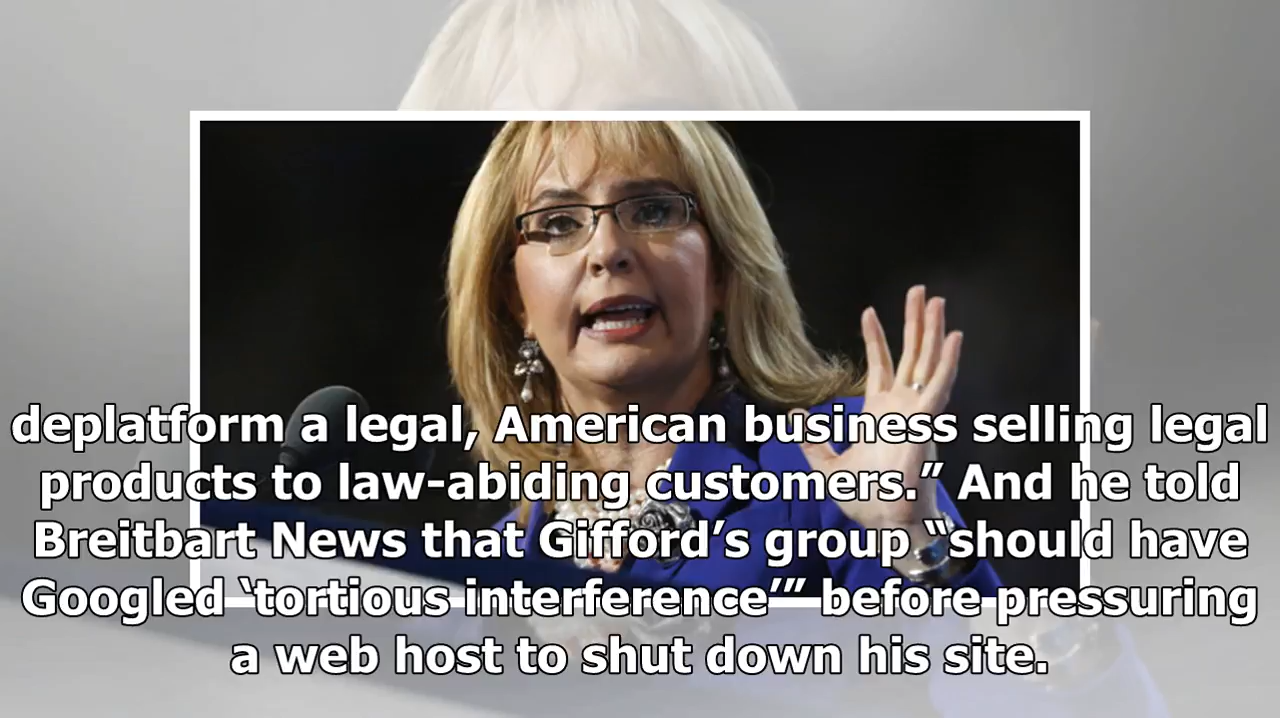 deplatform a legal, American business selling legal
products to law-abiding customers.” And he told
Breitbart News that Gifford’s group “should have
Googled ‘tortious interference’” before pressuring
a web host to shut down his site.